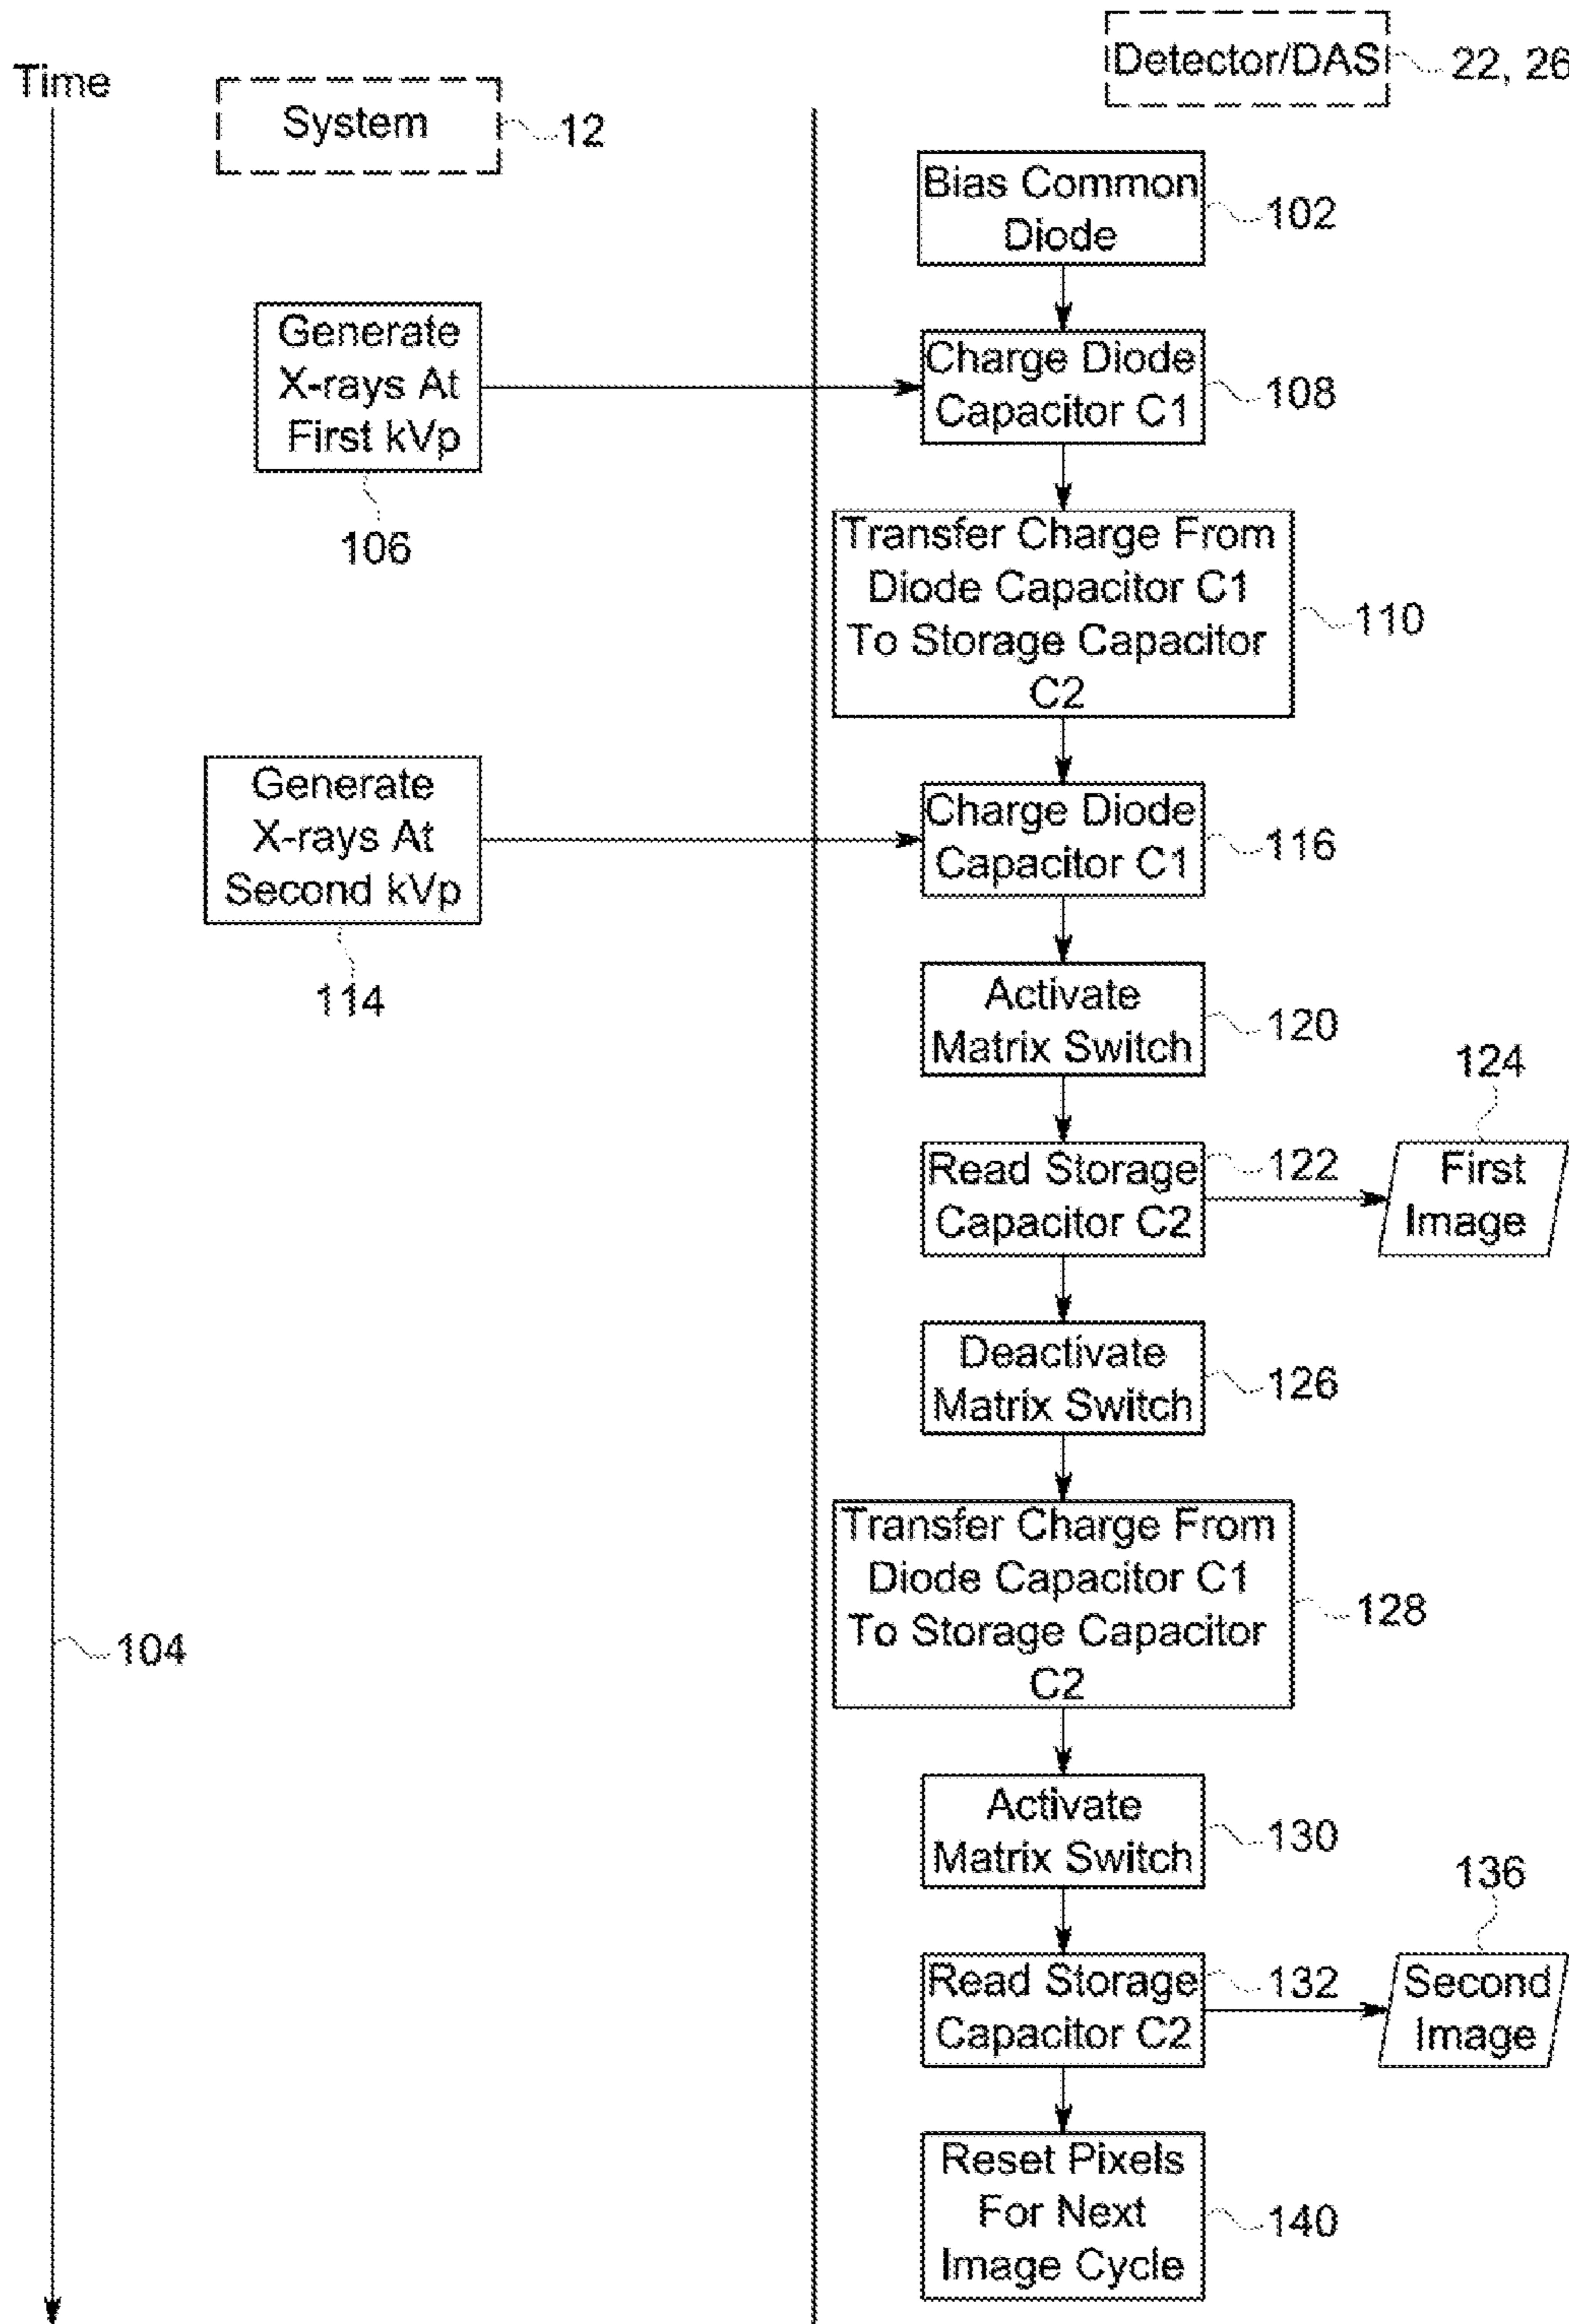 Time
System
12
Detector/DAS
22, 26
Bias Common
Diode
102
Generate
X-rays At
First kVp
106
Charge Diode
Capacitor C1
108
Transfer Charge From
Diode Capacitor C1
To Storage Capacitor
C2
110
Generate
X-rays At
Second kVp
114
Charge Diode
Capacitor C1
116
Activate
Matrix Switch
120
Read Storage
Capacitor C2
122
124
First
Image
Deactivate
Matrix Switch
126
Transfer Charge From
Diode Capacitor C1
To Storage Capacitor
C2
128
104
Activate
Matrix Switch
130
Read Storage
Capacitor C2
132
136
Second
Image
Reset Pixels
For Next
Image Cycle
140